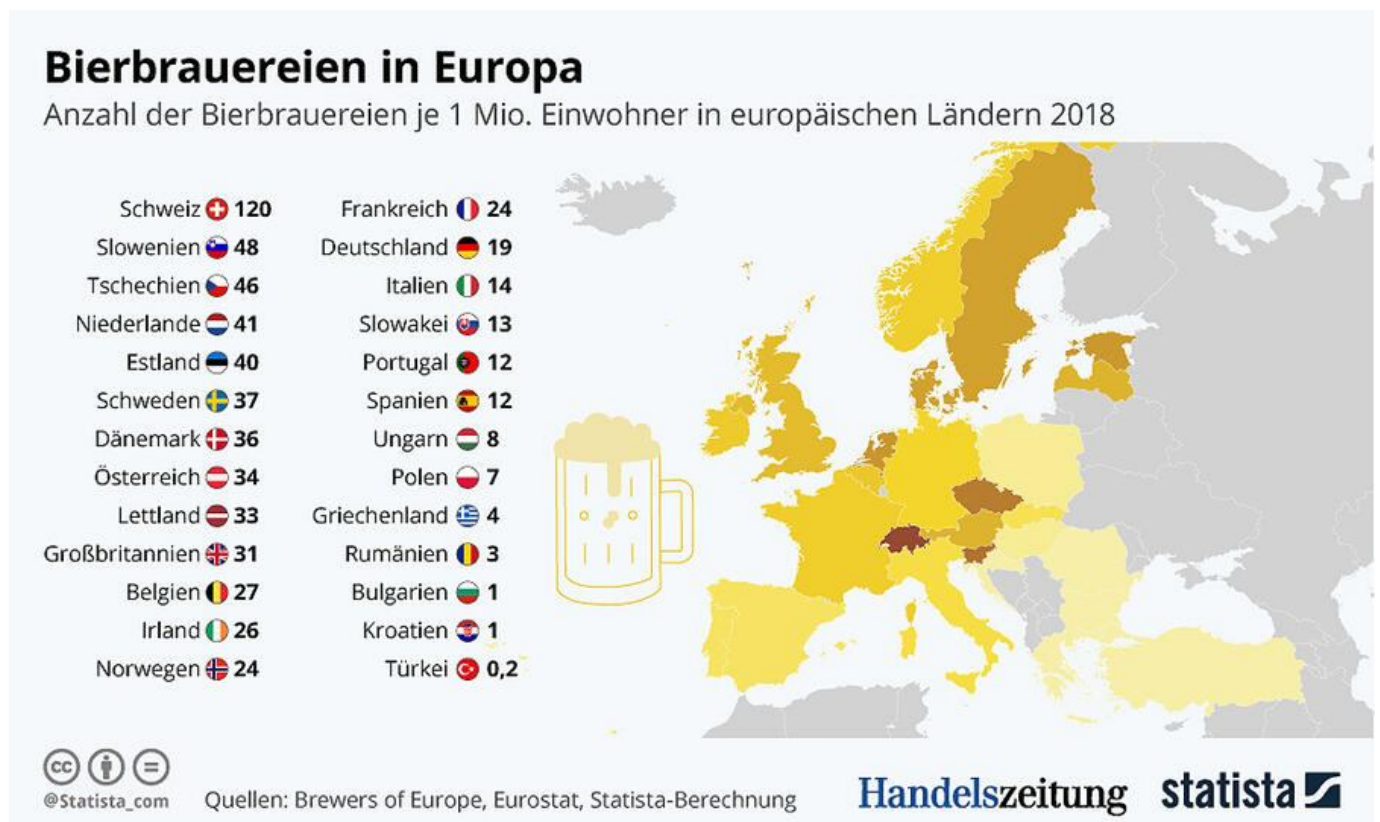 Bierbrauereien in Europa
Anzahl der Bierbrauereien je 1 Mio. Einwohner in europäischen Ländern 2018
Schweiz 120
Slowenien 48
Tschechien 46
Niederlande 41
Estland 40
Schweden 37
Dänemark 36
Österreich 34
Lettland 33
Großbritannien 31
Belgien 27
Irland 26
Norwegen 24
Frankreich 24
Deutschland 19
Italien 14
Slowakei 13
Portugal 12
Spanien 12
Ungarn 8
Polen 7
Griechenland 4
Rumänien 3
Bulgarien 1
Kroatien 1
Türkei 0,2
cc
@Statista_com
Quellen: Brewers of Europe, Eurostat, Statista-Berechnung
Handelszeitung
statista